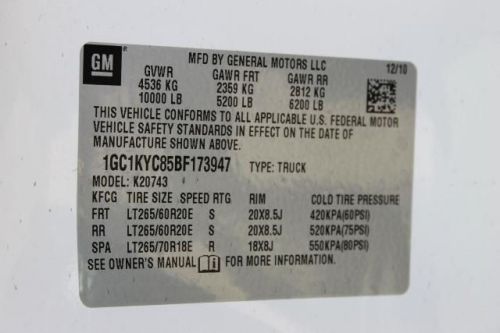 GM
MFD BY GENERAL MOTORS LLC 12/10
GVWR GAWR FRT GAWR RR
4536 KG 2359 KG 2812 KG
10000 LB 5200 LB 6200 LB
THIS VEHICLE CONFORMS TO ALL APPLICABLE U.S. FEDERAL MOTOR
VEHICLE SAFETY STANDARDS IN EFFECT ON THE DATE OF
MANUFACTURE SHOWN ABOVE.
1GC1KYC85BF173947 TYPE: TRUCK
MODEL: K20743
KFCG TIRE SIZE SPEED RTG RIM COLD TIRE PRESSURE
FRT LT265/60R20E S 20X8.5J 420KPA(60PSI)
RR LT265/60R20E S 20X8.5J 520KPA(75PSI)
SPA LT265/70R18E S 18X8J 550KPA(80PSI)
SEE OWNER'S MANUAL FOR MORE INFORMATION.